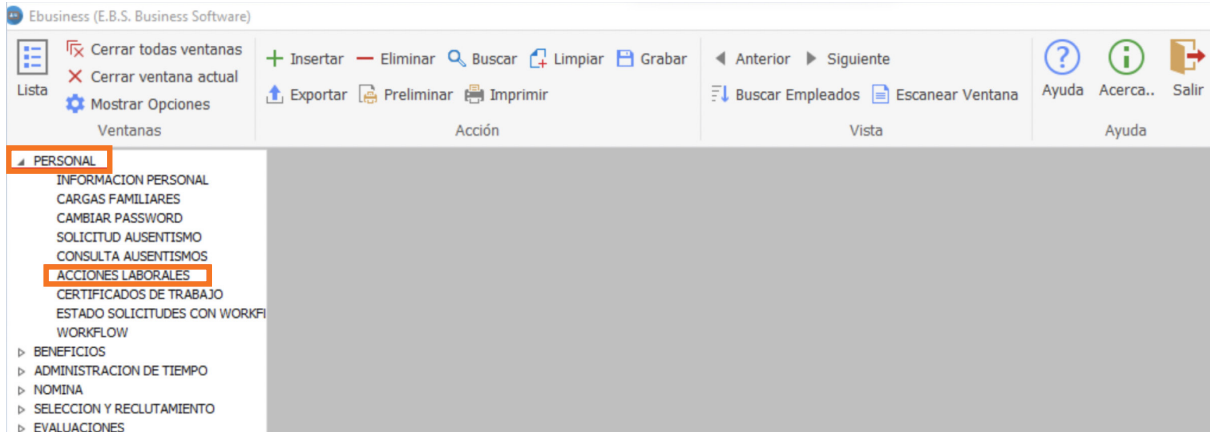 Ebusiness (E.B.S. Business Software)
Lista
Cerrar todas ventanas
Cerrar ventana actual
Mostrar Opciones
Ventanas
Insertar Eliminar Buscar Limpiar Grabar
Exportar Preliminar Imprimir
Acción
Anterior Siguiente
Buscar Empleados Escanear Ventana
Vista
Ayuda Acerca.. Salir
Ayuda
PERSONAL
INFORMACION PERSONAL
CARGAS FAMILIARES
CAMBIAR PASSWORD
SOLICITUD AUSENTISMO
CONSULTA AUSENTISMOS
ACCIONES LABORALES
CERTIFICADOS DE TRABAJO
ESTADO SOLICITUDES CON WORKFI
WORKFLOW
BENEFICIOS
ADMINISTRACION DE TIEMPO
NOMINA
SELECCION Y RECLUTAMIENTO
EVALUACIONES